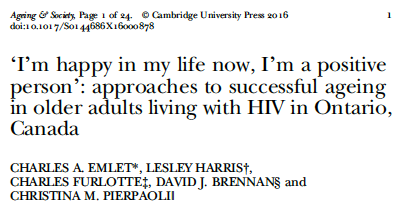 Ageing & Society, Page 1 of 24. © Cambridge University Press 2016 1
doi:10.1017/S0144686X16000878
‘I’m happy in my life now, I’m a positive
person’: approaches to successful ageing
in older adults living with HIV in Ontario,
Canada
CHARLES A. EMLET*, LESLEY HARRIS†,
CHARLES FURLOTTE‡, DAVID J. BRENNAN§ and
CHRISTINA M. PIERPAOLI∥